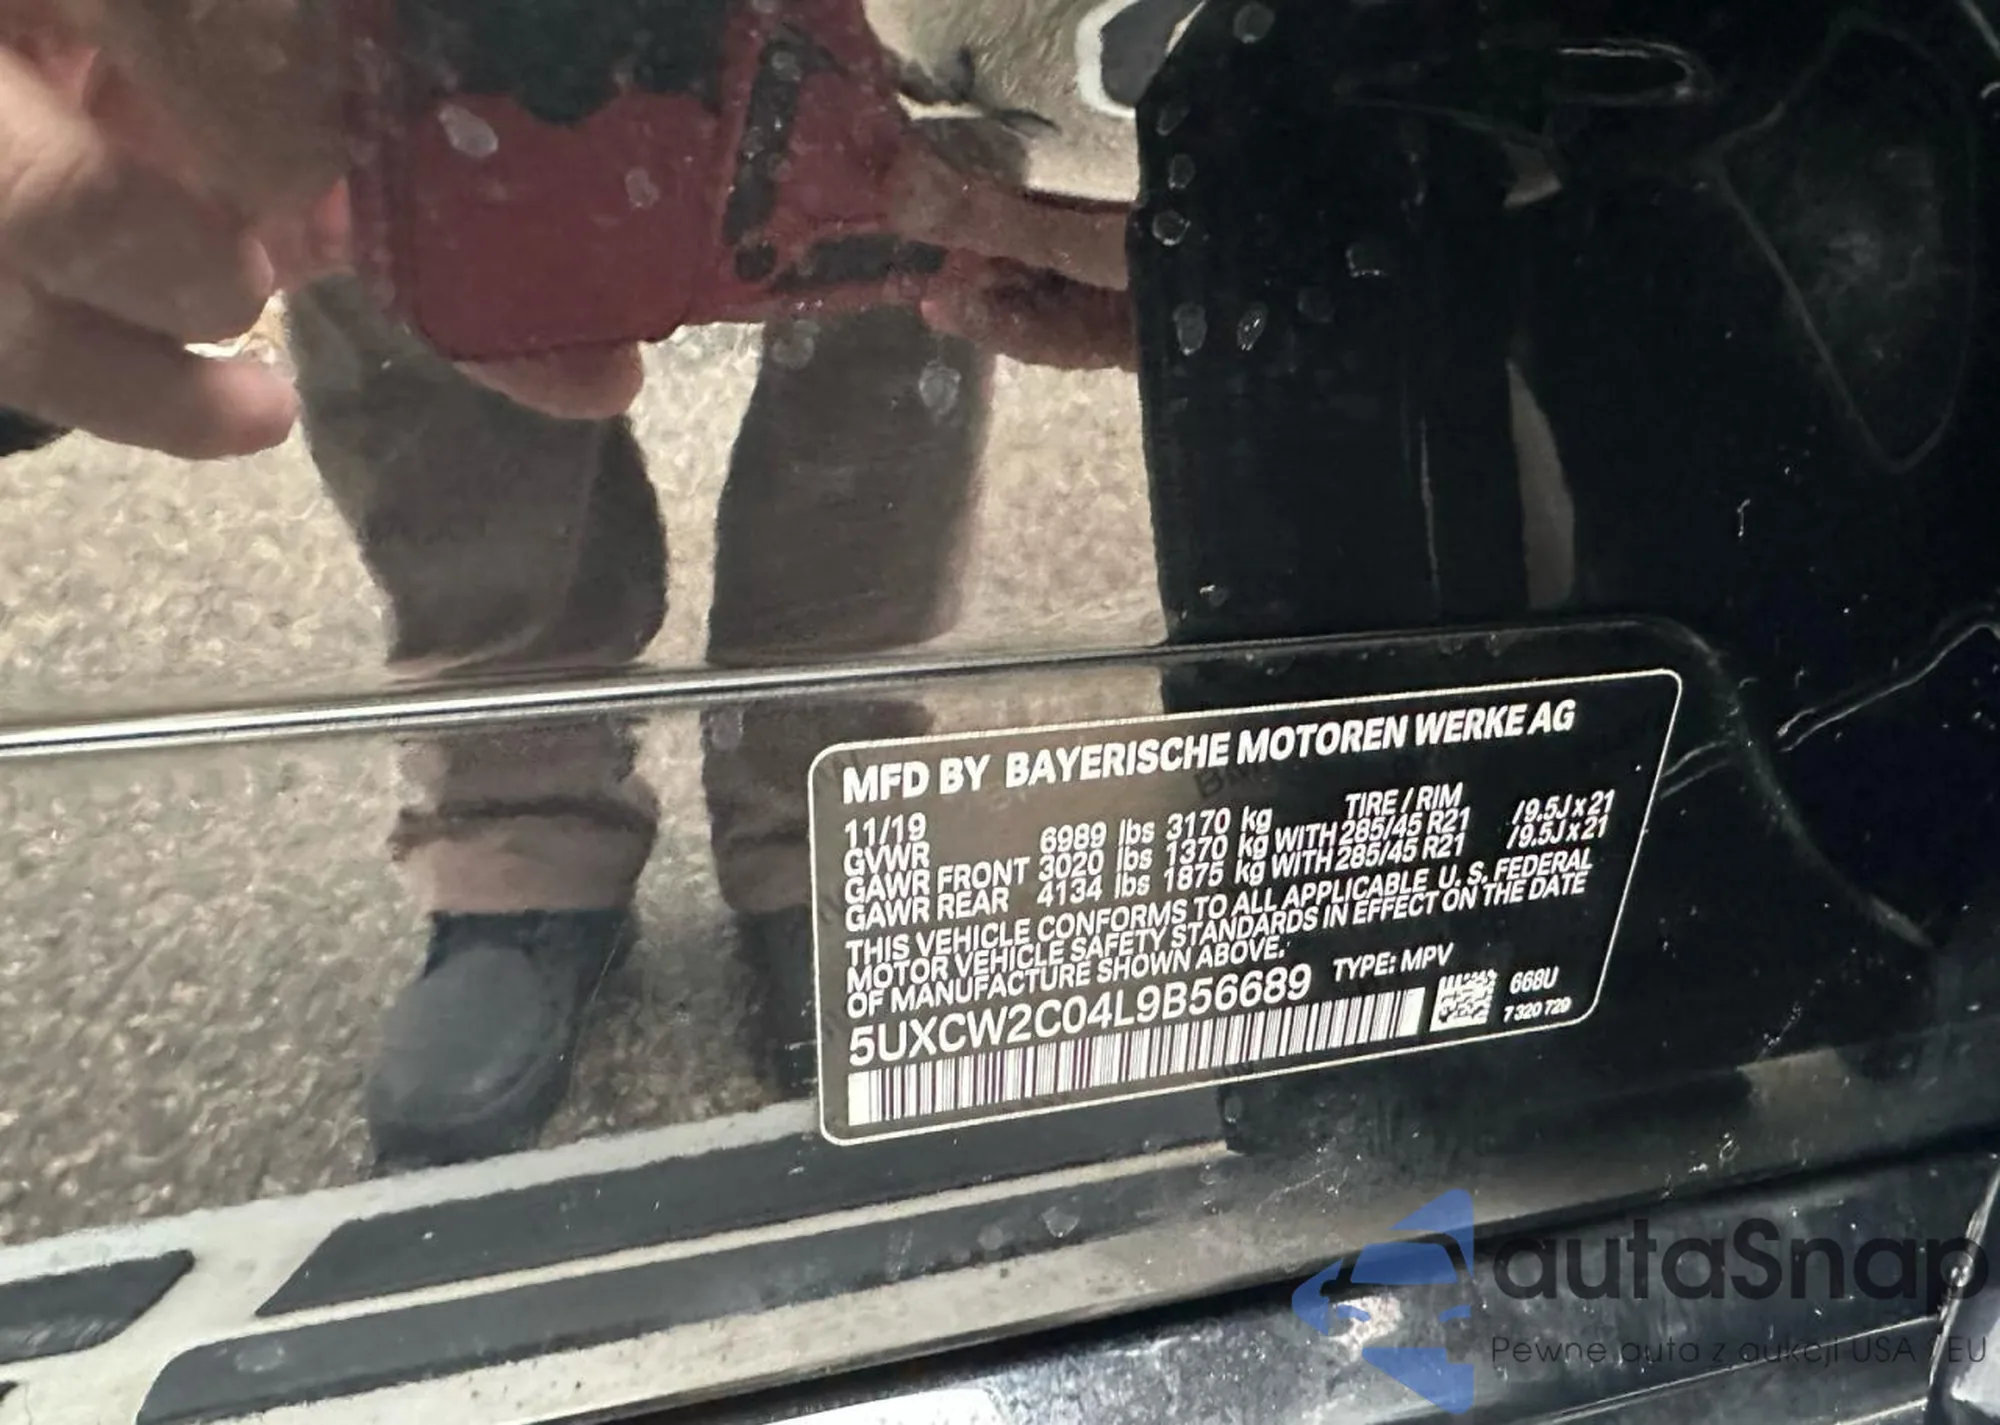 MFD BY BAYERISCHE MOTOREN WERKE AG
11/19 TIRE / RIM
GVWR 6989 lbs 3170 kg
GAWR FRONT 3020 lbs 1370 kg WITH 285/45 R21 /9.5J x 21
GAWR REAR 4134 lbs 1875 kg WITH 285/45 R21 /9.5J x 21
THIS VEHICLE CONFORMS TO ALL APPLICABLE U. S. FEDERAL
MOTOR VEHICLE SAFETY STANDARDS IN EFFECT ON THE DATE
OF MANUFACTURE SHOWN ABOVE.
5UXCW2C04L9B56689 TYPE: MPV
668U
7 320 729
autaSnap
Pewne auta z aukcji USA i EU